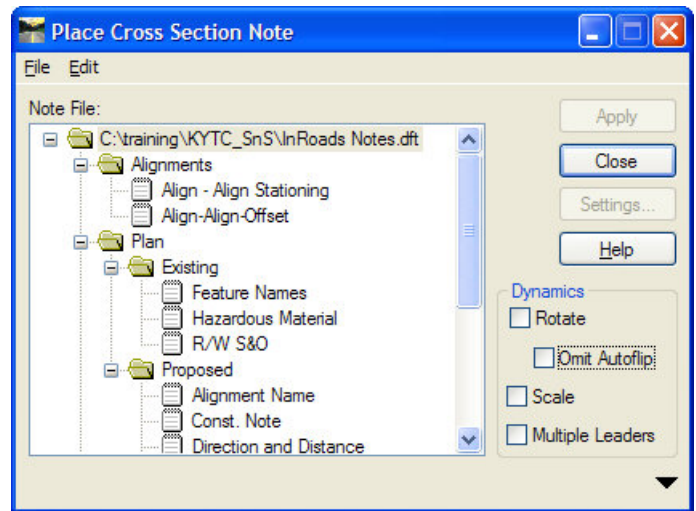 Place Cross Section Note
File Edit
Note File:
C:\training\KYTC_SnS\InRoads Notes.dft
Alignments
Align - Align Stationing
Align-Align-Offset
Plan
Existing
Feature Names
Hazardous Material
R/W S&O
Proposed
Alignment Name
Const. Note
Direction and Distance
Apply
Close
Settings...
Help
Dynamics
Rotate
Omit Autoflip
Scale
Multiple Leaders